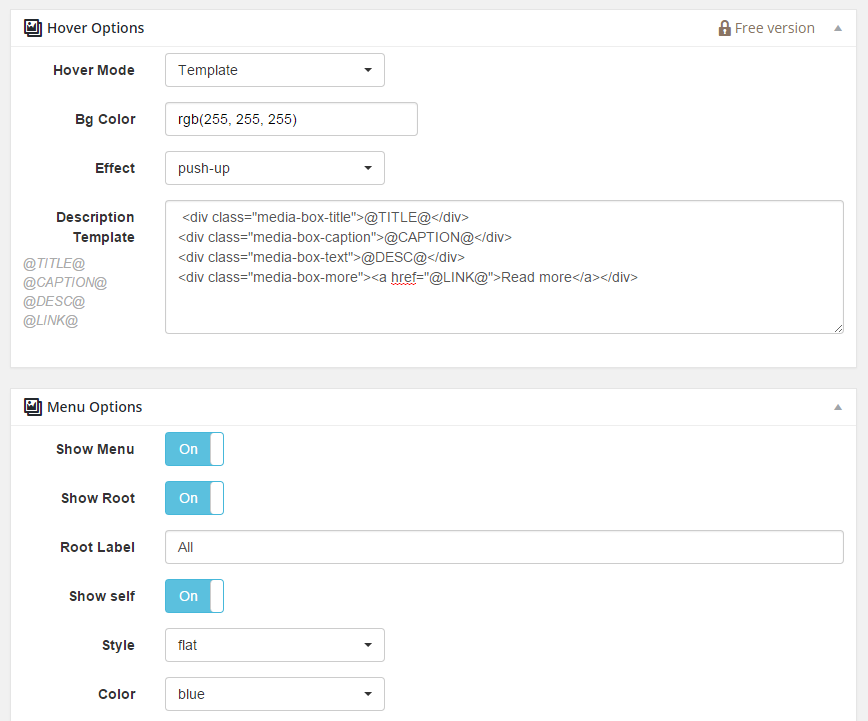 Hover Options Free version
Hover Mode Template
Bg Color rgb(255, 255, 255)
Effect push-up
Description Template
@TITLE@
@CAPTION@
@DESC@
@LINK@
<div class="media-box-title">@TITLE@</div>
<div class="media-box-caption">@CAPTION@</div>
<div class="media-box-text">@DESC@</div>
<div class="media-box-more"><a href="@LINK@">Read more</a></div>
Menu Options
Show Menu On
Show Root On
Root Label All
Show self On
Style flat
Color blue